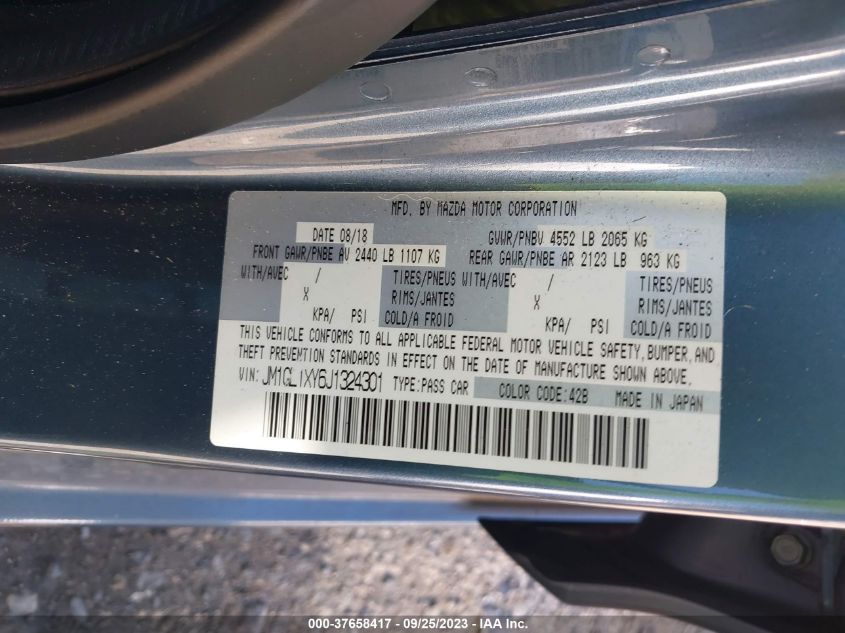 MFD. BY MAZDA MOTOR CORPORATION
DATE 08/18 GVWR/PNBV 4552 LB 2065 KG
FRONT GAWR/PNBE AV 2440 LB 1107 KG REAR GAWR/PNBE AR 2123 LB 963 KG
WITH/AVEC / TIRES/PNEUS WITH/AVEC / TIRES/PNEUS
X RIMS/JANTES X RIMS/JANTES
KPA/ PSI COLD/A FROID KPA/ PSI COLD/A FROID
THIS VEHICLE CONFORMS TO ALL APPLICABLE FEDERAL MOTOR VEHICLE SAFETY, BUMPER, AND
THEFT PREVENTION STANDARDS IN EFFECT ON THE DATE OF MANUFACTURE SHOWN ABOVE.
VIN: JM1GL1XY6J1324301 TYPE:PASS CAR COLOR CODE:42B MADE IN JAPAN
000-37658417 - 09/25/2023 - IAA Inc.